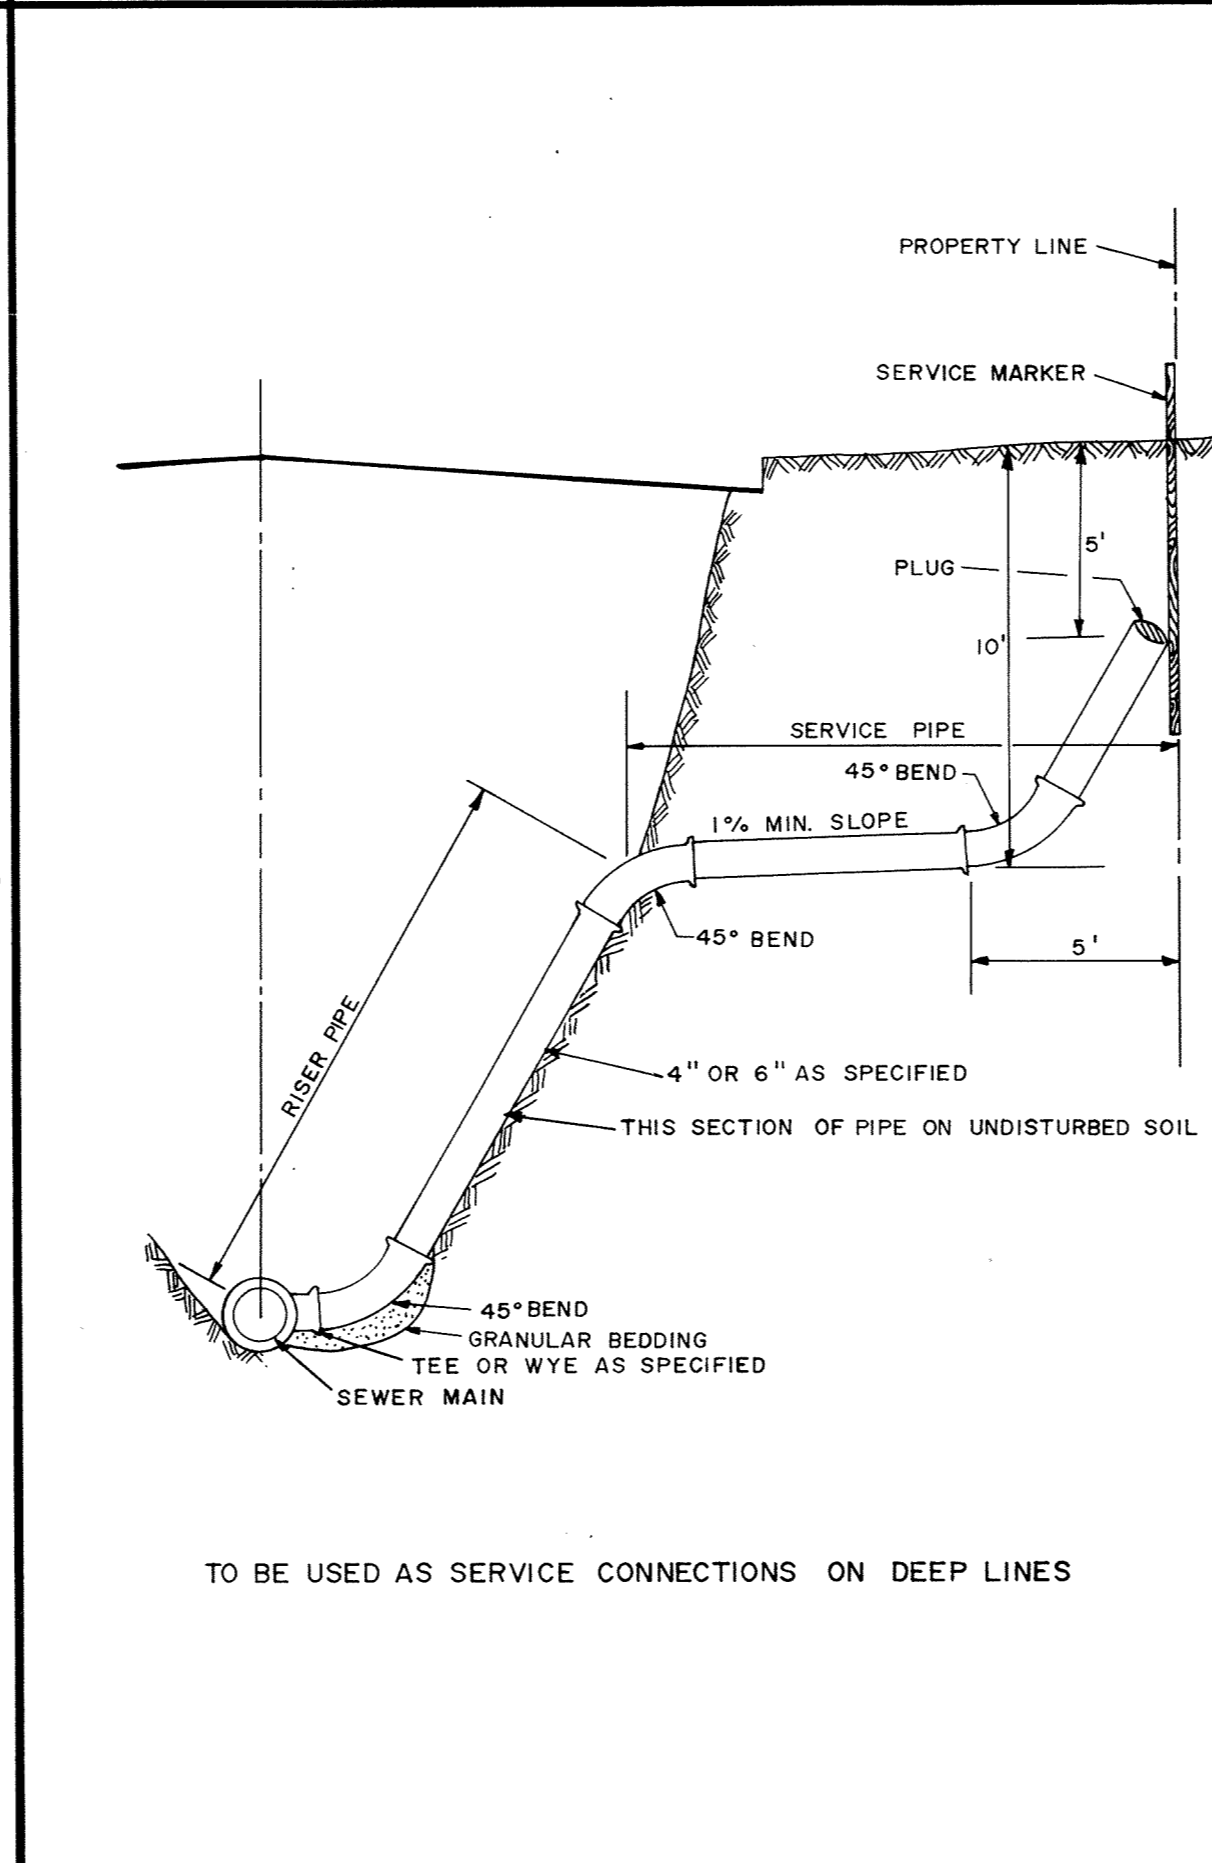 PROPERTY LINE
SERVICE MARKER
5'
PLUG
10'
SERVICE PIPE
45° BEND
1% MIN. SLOPE
45° BEND
5'
RISER PIPE
4" OR 6" AS SPECIFIED
THIS SECTION OF PIPE ON UNDISTURBED SOIL
45° BEND
GRANULAR BEDDING
TEE OR WYE AS SPECIFIED
SEWER MAIN
TO BE USED AS SERVICE CONNECTIONS ON DEEP LINES